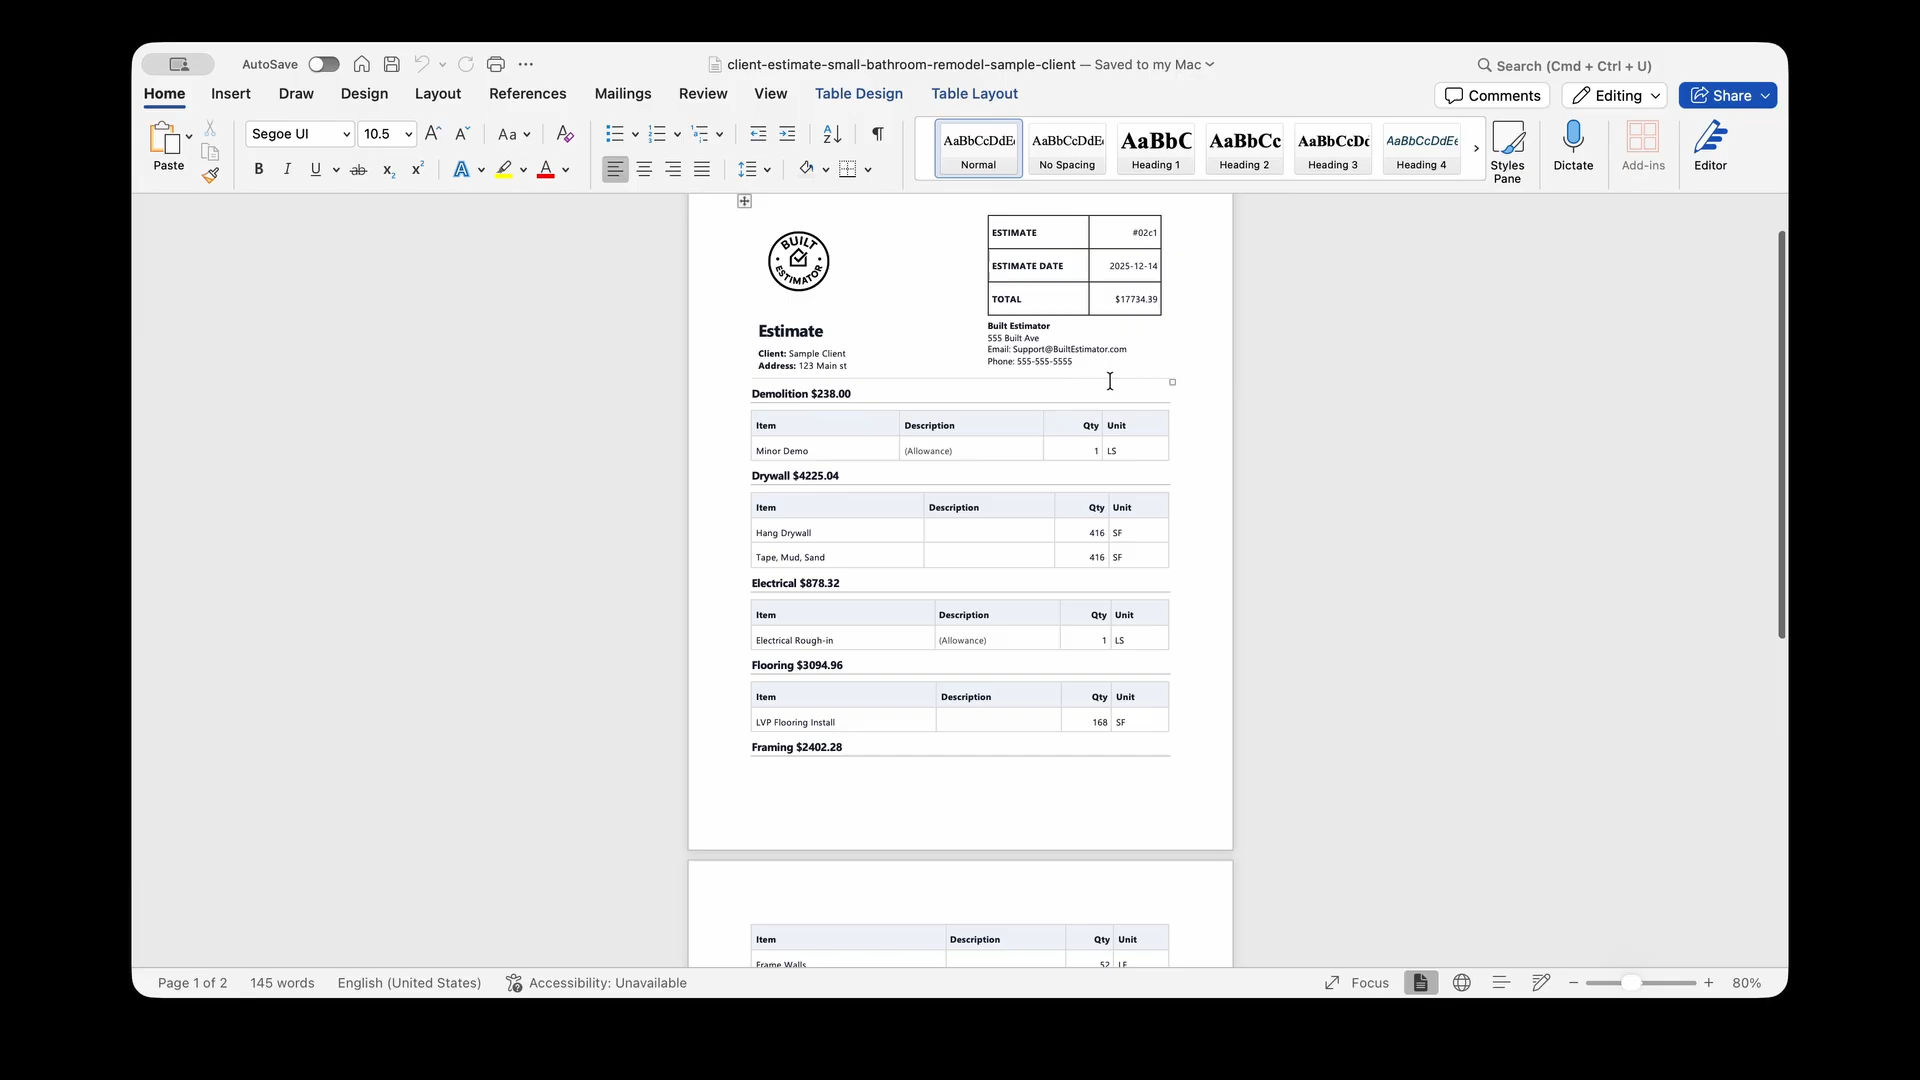 AutoSave
client-estimate-small-bathroom-remodel-sample-client — Saved to my Mac
Search (Cmd + Ctrl + U)
Home Insert Draw Design Layout References Mailings Review View Table Design Table Layout
Comments Editing Share
Paste
Segoe UI 10.5
Aa
B I U ab x₂ x² A A
AaBbCcDdEe AaBbCcDdEe AaBbC AaBbCc AaBbCcDd AaBbCcDdEe
Normal No Spacing Heading 1 Heading 2 Heading 3 Heading 4
Styles Pane
Dictate
Add-ins
Editor
BUILT ESTIMATOR
ESTIMATE #02c1
ESTIMATE DATE 2025-12-14
TOTAL $17734.39
Estimate
Client: Sample Client
Address: 123 Main st
Built Estimator
555 Built Ave
Email: Support@BuiltEstimator.com
Phone: 555-555-5555
Demolition $238.00
Item Description Qty Unit
Minor Demo (Allowance) 1 LS
Drywall $4225.04
Item Description Qty Unit
Hang Drywall 416 SF
Tape, Mud, Sand 416 SF
Electrical $878.32
Item Description Qty Unit
Electrical Rough-in (Allowance) 1 LS
Flooring $3094.96
Item Description Qty Unit
LVP Flooring Install 168 SF
Framing $2402.28
Item Description Qty Unit
Frame Walls 52 LF
Page 1 of 2 145 words English (United States) Accessibility: Unavailable
Focus 80%